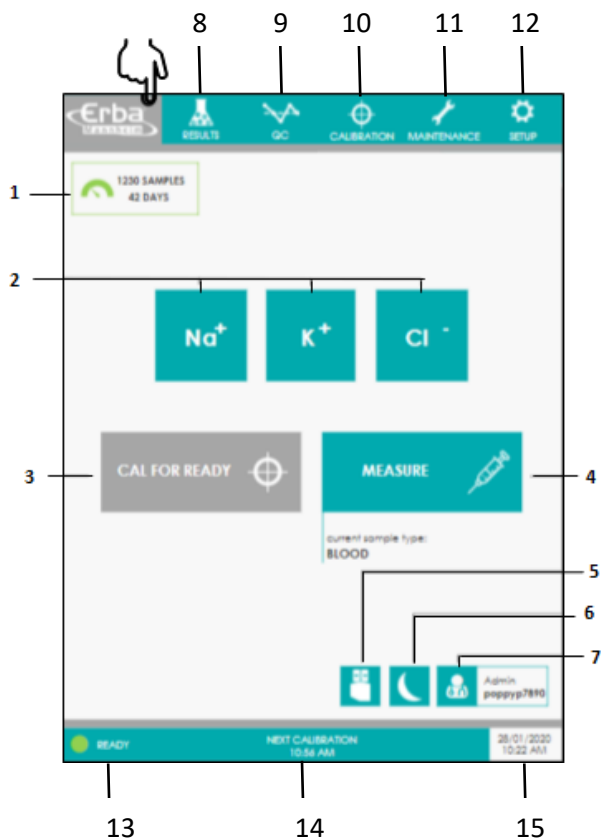 8 9 10 11 12
Erba
Mannheim
RESULTS QC CALIBRATION MAINTENANCE SETUP
1 1230 SAMPLES
42 DAYS
2
Na+ K+ Cl -
3 CAL FOR READY MEASURE 4
current sample type:
BLOOD
5
6
7
Admin
poppyp7890
READY NEXT CALIBRATION 28/01/2020
10:56 AM 10:22 AM
13 14 15